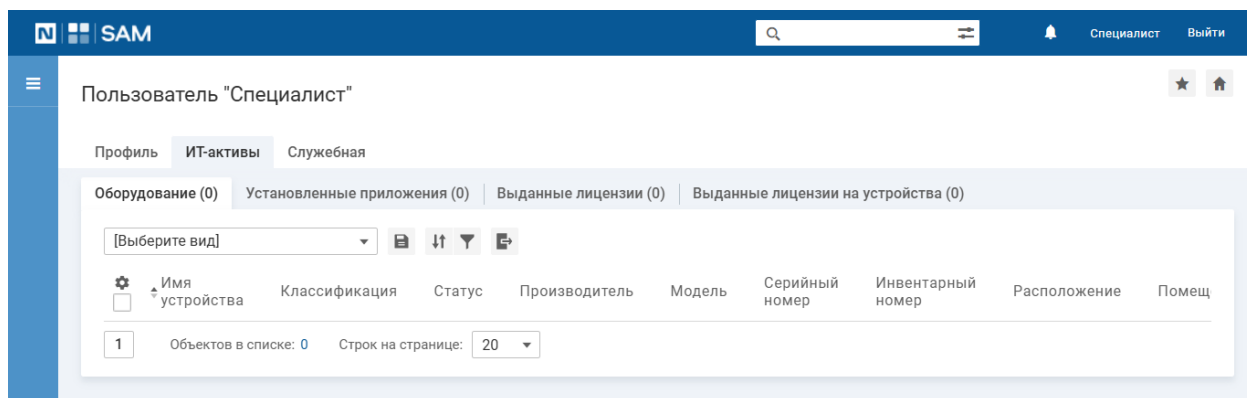 N SAM
Специалист Выйти
Пользователь "Специалист"
Профиль ИТ-активы Служебная
Оборудование (0) Установленные приложения (0) Выданные лицензии (0) Выданные лицензии на устройства (0)
[Выберите вид]
Имя устройства Классификация Статус Производитель Модель Серийный номер Инвентарный номер Расположение Помещ
1 Объектов в списке: 0 Строк на странице: 20